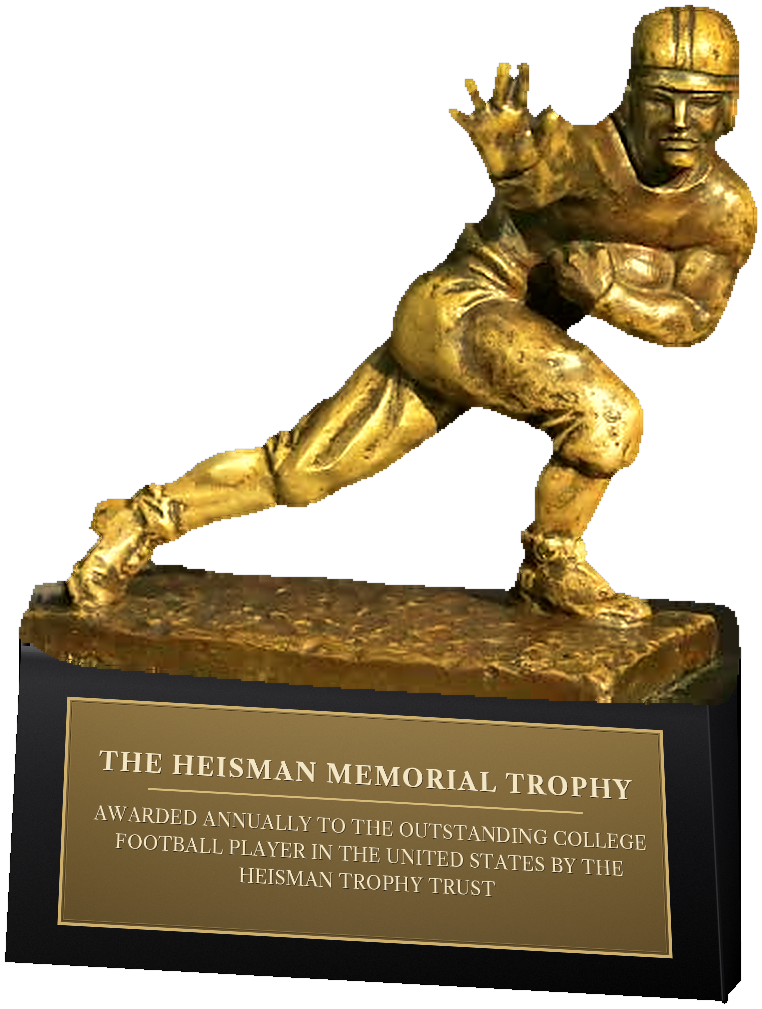 THE HEISMAN MEMORIAL TROPHY
AWARDED ANNUALLY TO THE OUTSTANDING COLLEGE
FOOTBALL PLAYER IN THE UNITED STATES BY THE
HEISMAN TROPHY TRUST